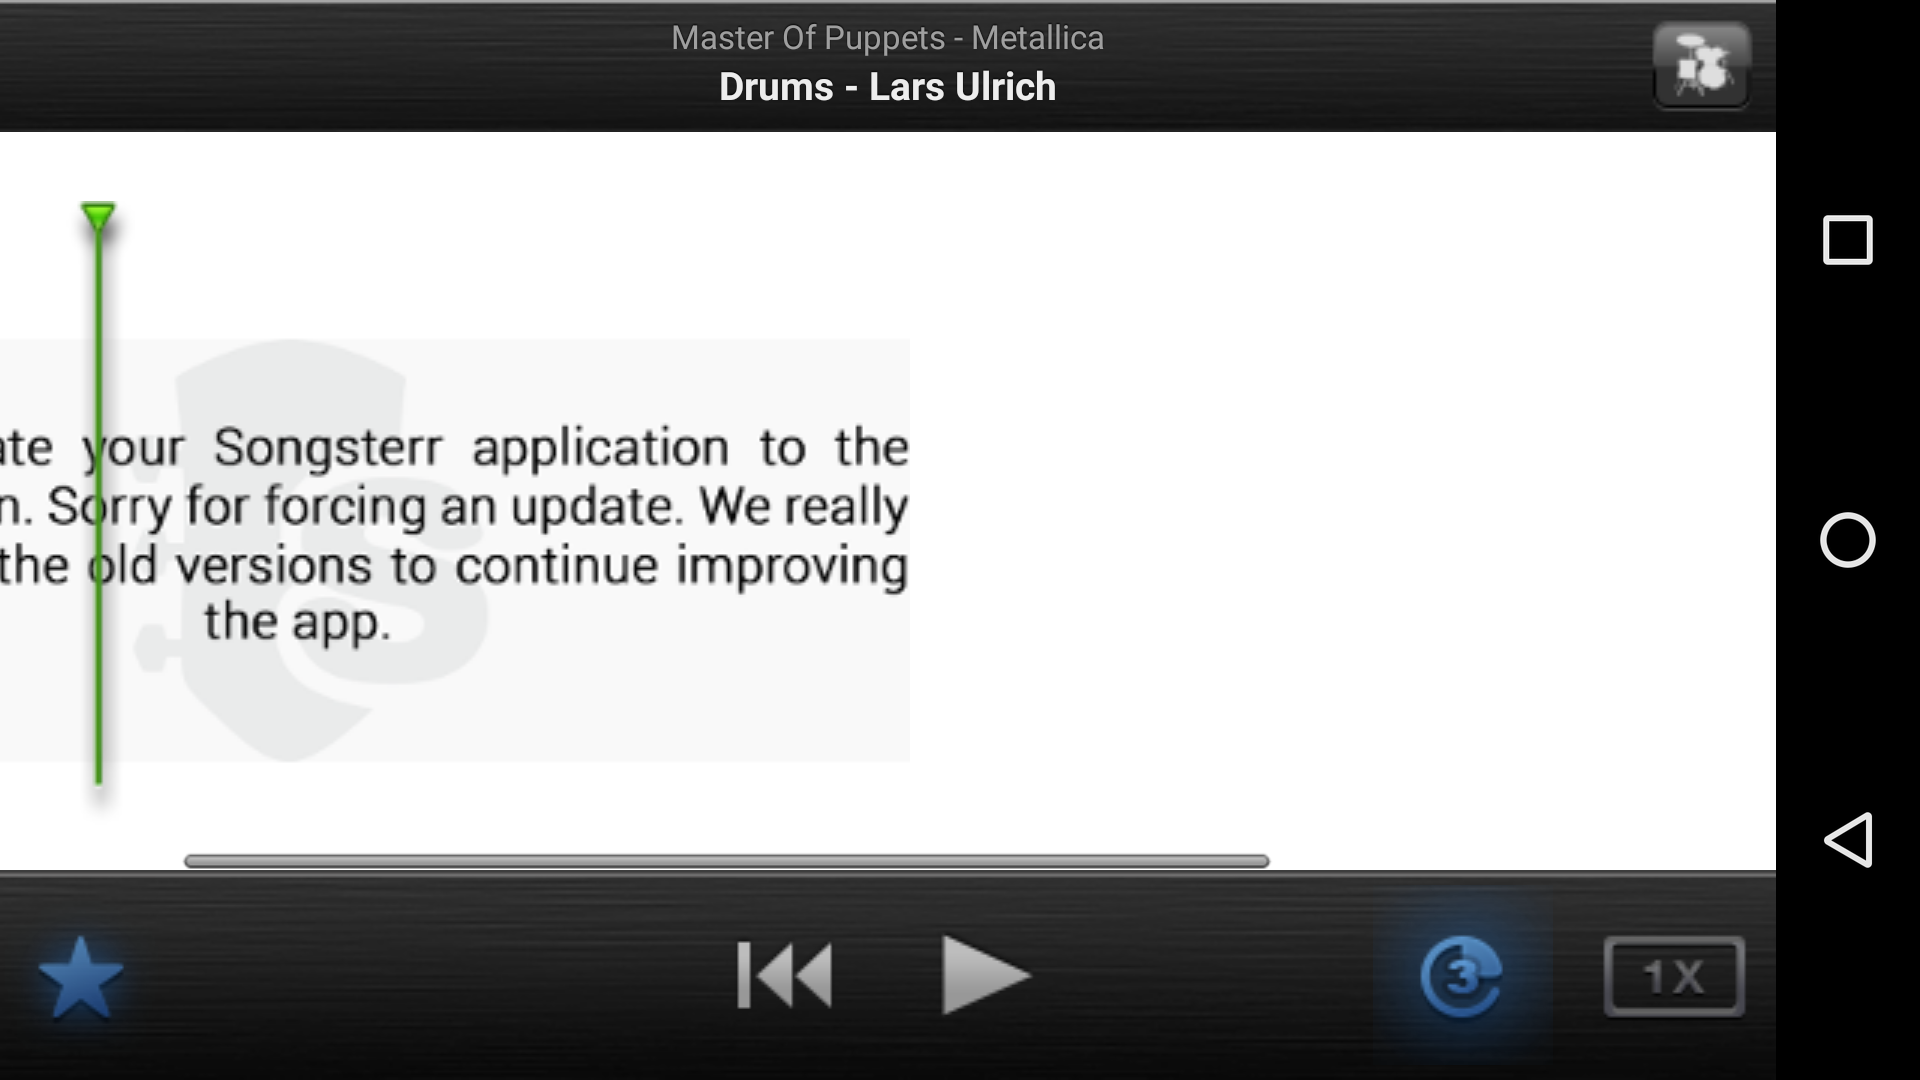 Master Of Puppets - Metallica
Drums - Lars Ulrich
your Songsterr application to the
Sorry for forcing an update. We really
the old versions to continue improving
the app.
3
1X